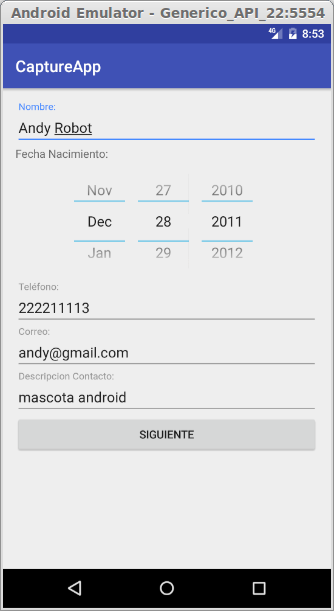 Android Emulator - Generico_API_22:5554
4G 8:53
CaptureApp
Nombre:
Andy Robot
Fecha Nacimiento:
Nov 27 2010
Dec 28 2011
Jan 29 2012
Teléfono:
222211113
Correo:
andy@gmail.com
Descripcion Contacto:
mascota android
SIGUIENTE